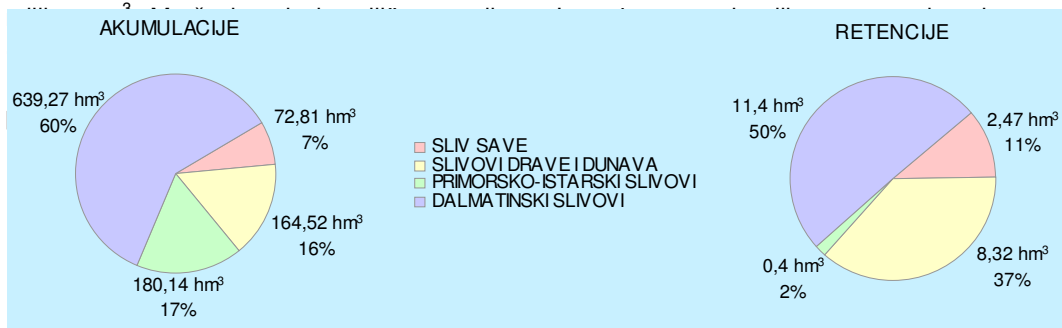 AKUMULACIJE
639,27 hm³
60%
72,81 hm³
7%
164,52 hm³
16%
180,14 hm³
17%
SLIV SAVE
SLIVOVI DRAVE I DUNAVA
PRIMORSKO-ISTARSKI SLIVOVI
DALMATINSKI SLIVOVI
RETENCIJE
11,4 hm³
50%
2,47 hm³
11%
0,4 hm³
2%
8,32 hm³
37%